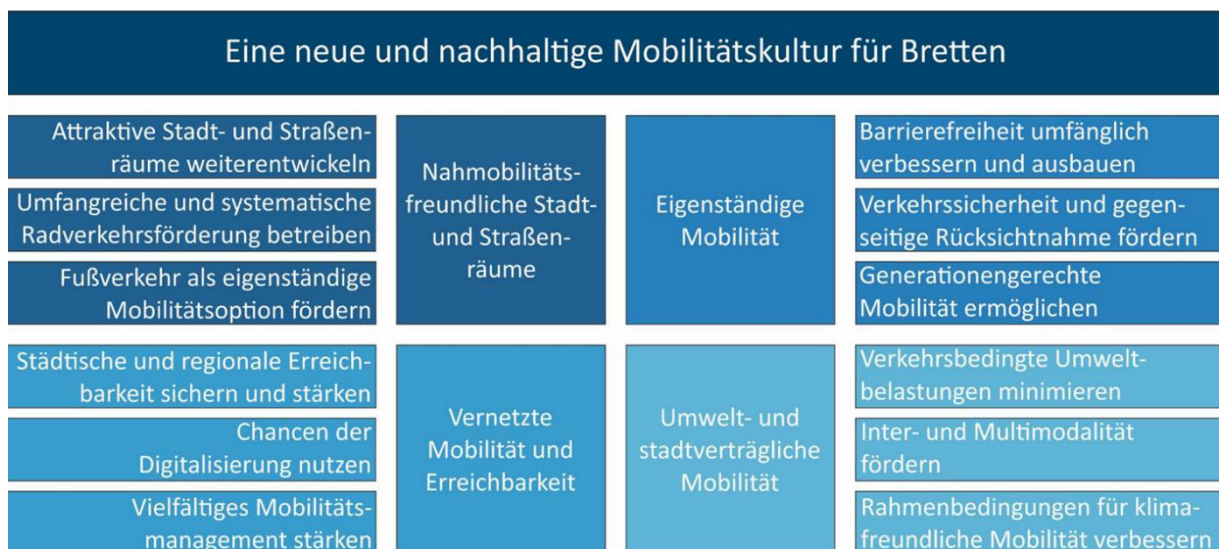 Eine neue und nachhaltige Mobilitätskultur für Bretten
Attraktive Stadt- und Straßen-
räume weiterentwickeln
Umfangreiche und systematische
Radverkehrsförderung betreiben
Fußverkehr als eigenständige
Mobilitätsoption fördern
Nahmobilitäts-
freundliche Stadt-
und Straßen-
räume
Eigenständige
Mobilität
Barrierefreiheit umfänglich
verbessern und ausbauen
Verkehrssicherheit und gegen-
seitige Rücksichtnahme fördern
Generationengerechte
Mobilität ermöglichen
Städtische und regionale Erreich-
barkeit sichern und stärken
Chancen der
Digitalisierung nutzen
Vielfältiges Mobilitäts-
management stärken
Vernetzte
Mobilität und
Erreichbarkeit
Umwelt- und
stadtverträgliche
Mobilität
Verkehrsbedingte Umwelt-
belastungen minimieren
Inter- und Multimodalität
fördern
Rahmenbedingungen für klima-
freundliche Mobilität verbessern